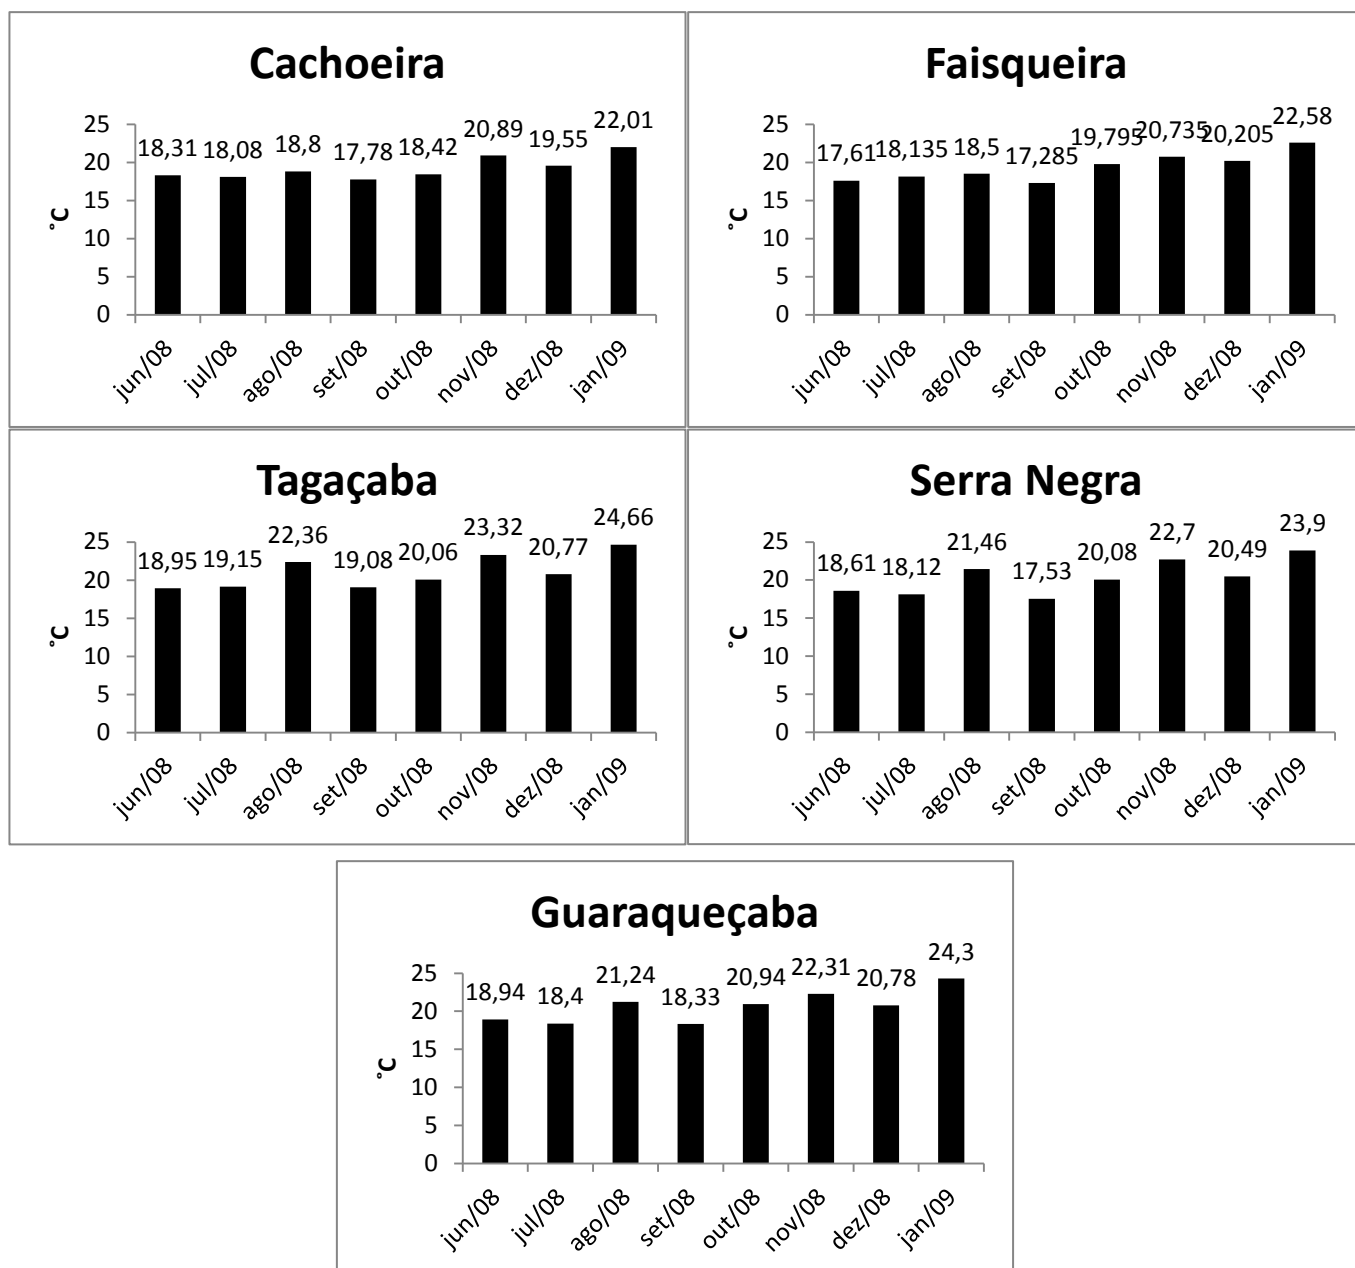 Cachoeira
18,31 18,08 18,8 17,78 18,42 20,89 19,55 22,01
25
20
15
10
5
0
°C
jun/08 jul/08 ago/08 set/08 out/08 nov/08 dez/08 jan/09
Faisqueira
17,61 18,135 18,5 17,285 19,795 20,735 20,205 22,58
25
20
15
10
5
0
°C
jun/08 jul/08 ago/08 set/08 out/08 nov/08 dez/08 jan/09
Tagaçaba
18,95 19,15 22,36 19,08 20,06 23,32 20,77 24,66
25
20
15
10
5
0
°C
jun/08 jul/08 ago/08 set/08 out/08 nov/08 dez/08 jan/09
Serra Negra
18,61 18,12 21,46 17,53 20,08 22,7 20,49 23,9
25
20
15
10
5
0
°C
jun/08 jul/08 ago/08 set/08 out/08 nov/08 dez/08 jan/09
Guaraqueçaba
18,94 18,4 21,24 18,33 20,94 22,31 20,78 24,3
25
20
15
10
5
0
°C
jun/08 jul/08 ago/08 set/08 out/08 nov/08 dez/08 jan/09